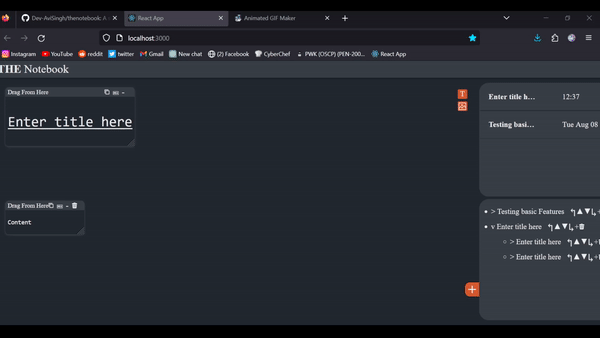 Dev-AviSingh/thenotebook: A
React App
Animated GIF Maker
localhost:3000
Instagram YouTube reddit twitter Gmail New chat (2) Facebook CyberChef PWK (OSCP) (PEN-200... React App
THE Notebook
Drag From Here
Enter title here
T
Enter title h... 12:37
Testing basi... Tue Aug 08
Drag From Here
Content
> Testing basic Features
v Enter title here
> Enter title here
> Enter title here